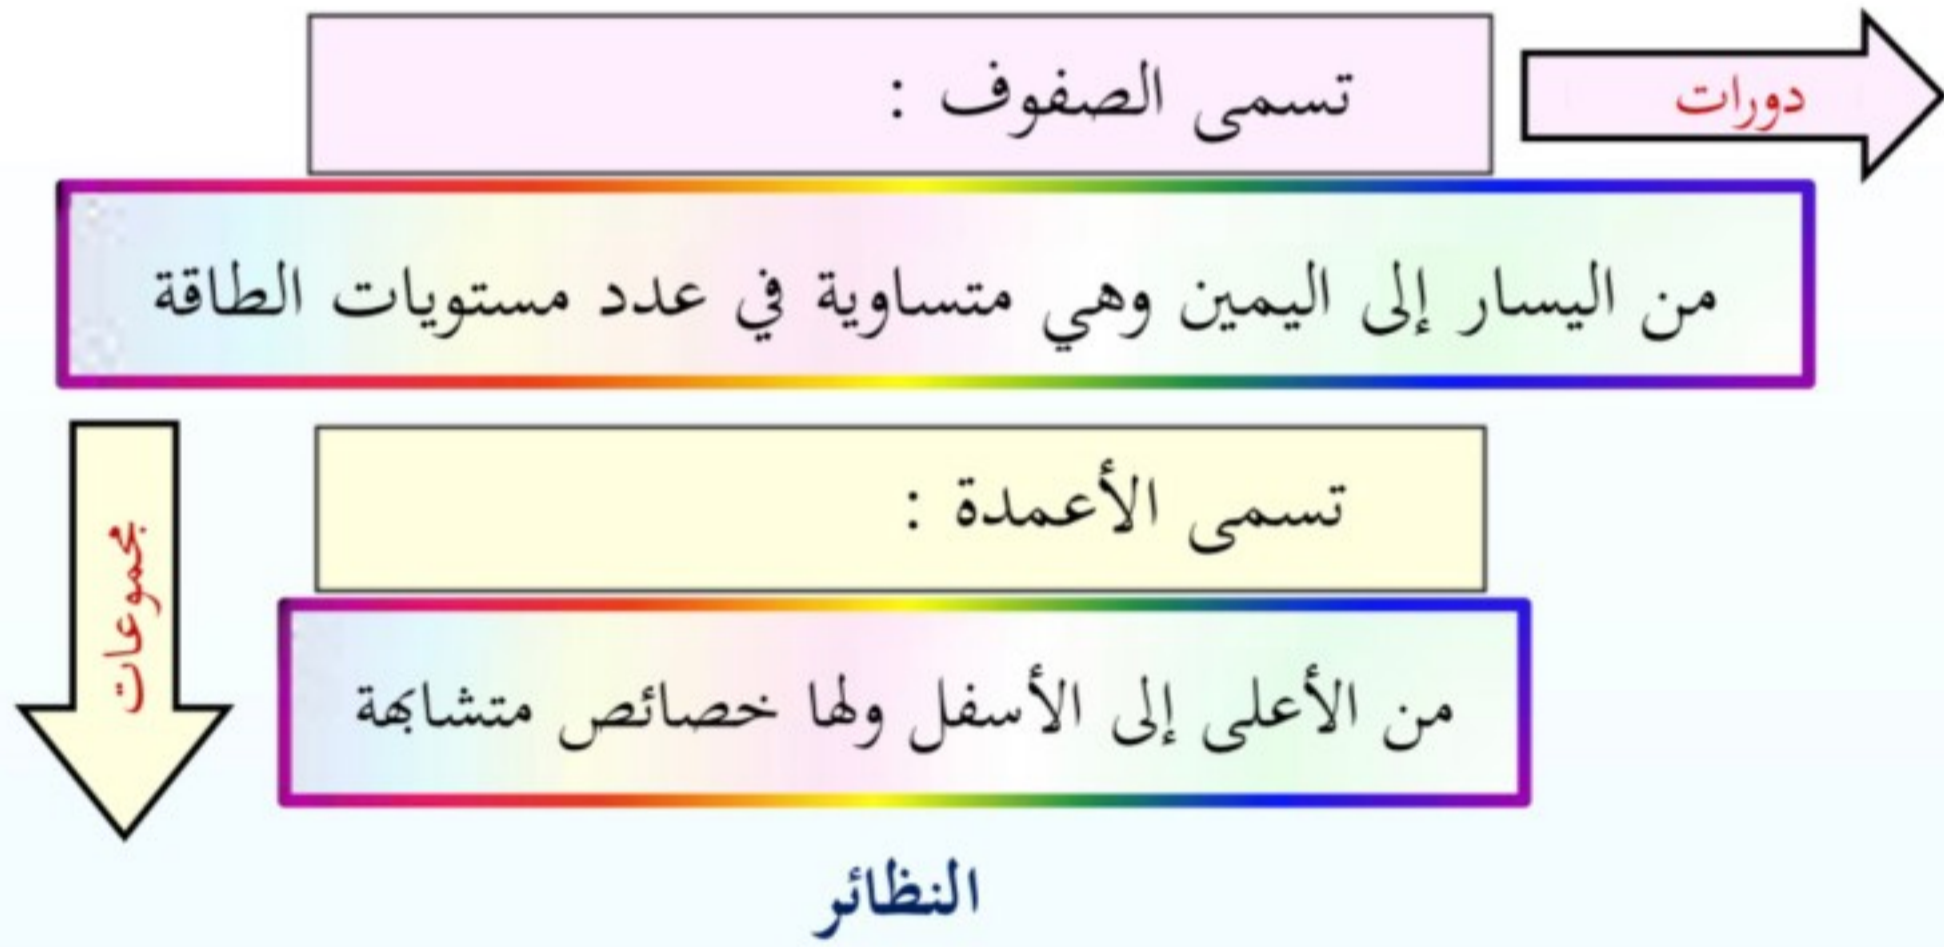 تسمى الصفوف :
دورات
من اليسار إلى اليمين وهي متساوية في عدد مستويات الطاقة
تسمى الأعمدة :
مجموعات
من الأعلى إلى الأسفل ولها خصائص متشابهة
النظائر